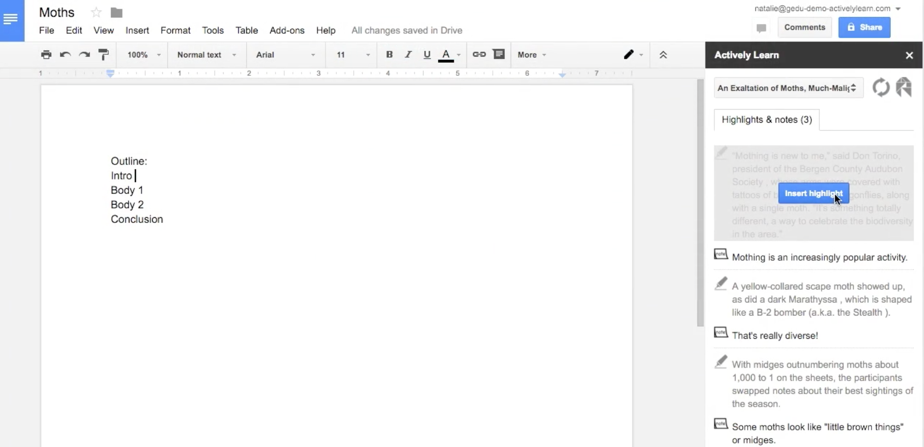 Moths
natalie@gedu-demo-activelylearn.com
File Edit View Insert Format Tools Table Add-ons Help All changes saved in Drive
Comments Share
100% Normal text Arial 11 B I U A More
Actively Learn
1 1 2 3 4 5 6 7
An Exaltation of Moths, Much-Malig
Highlights & notes (3)
Outline:
Intro
Body 1
Body 2
Conclusion
"Mothing is new to me," said Don Torino,
president of the Bergen County Audubon
Society, covered with
tattoos of
Insert highlight
with a single moth. "It's something totally
different, a way to celebrate the biodiversity
in the area."
Mothing is an increasingly popular activity.
A yellow-collared scape moth showed up,
as did a dark Marathyssa , which is shaped
like a B-2 bomber (a.k.a. the Stealth ).
That's really diverse!
With midges outnumbering moths about
1,000 to 1 on the sheets, the participants
swapped notes about their best sightings of
the season.
Some moths look like "little brown things"
or midges.